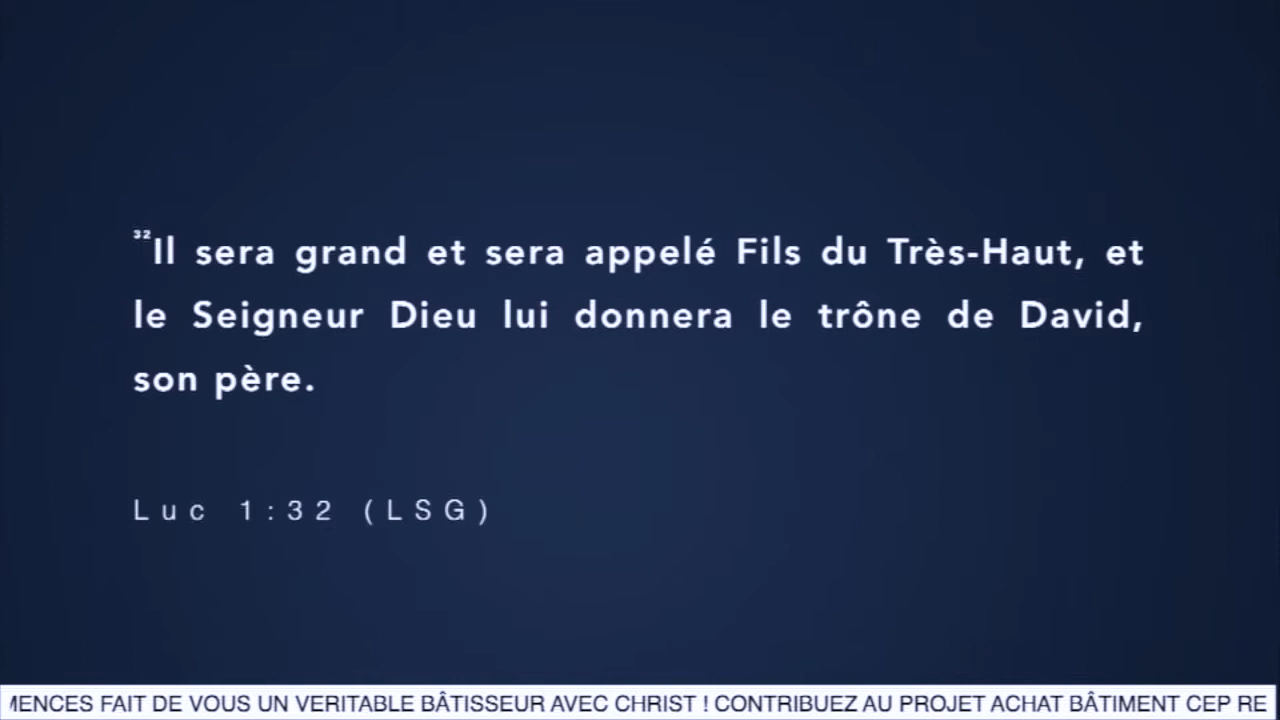 ³²Il sera grand et sera appelé Fils du Très-Haut, et
le Seigneur Dieu lui donnera le trône de David,
son père.
Luc 1:32 (LSG)
FAIT DE VOUS UN VERITABLE BÂTISSEUR AVEC CHRIST ! CONTRIBUEZ AU PROJET ACHAT BÂTIMENT CEP RE